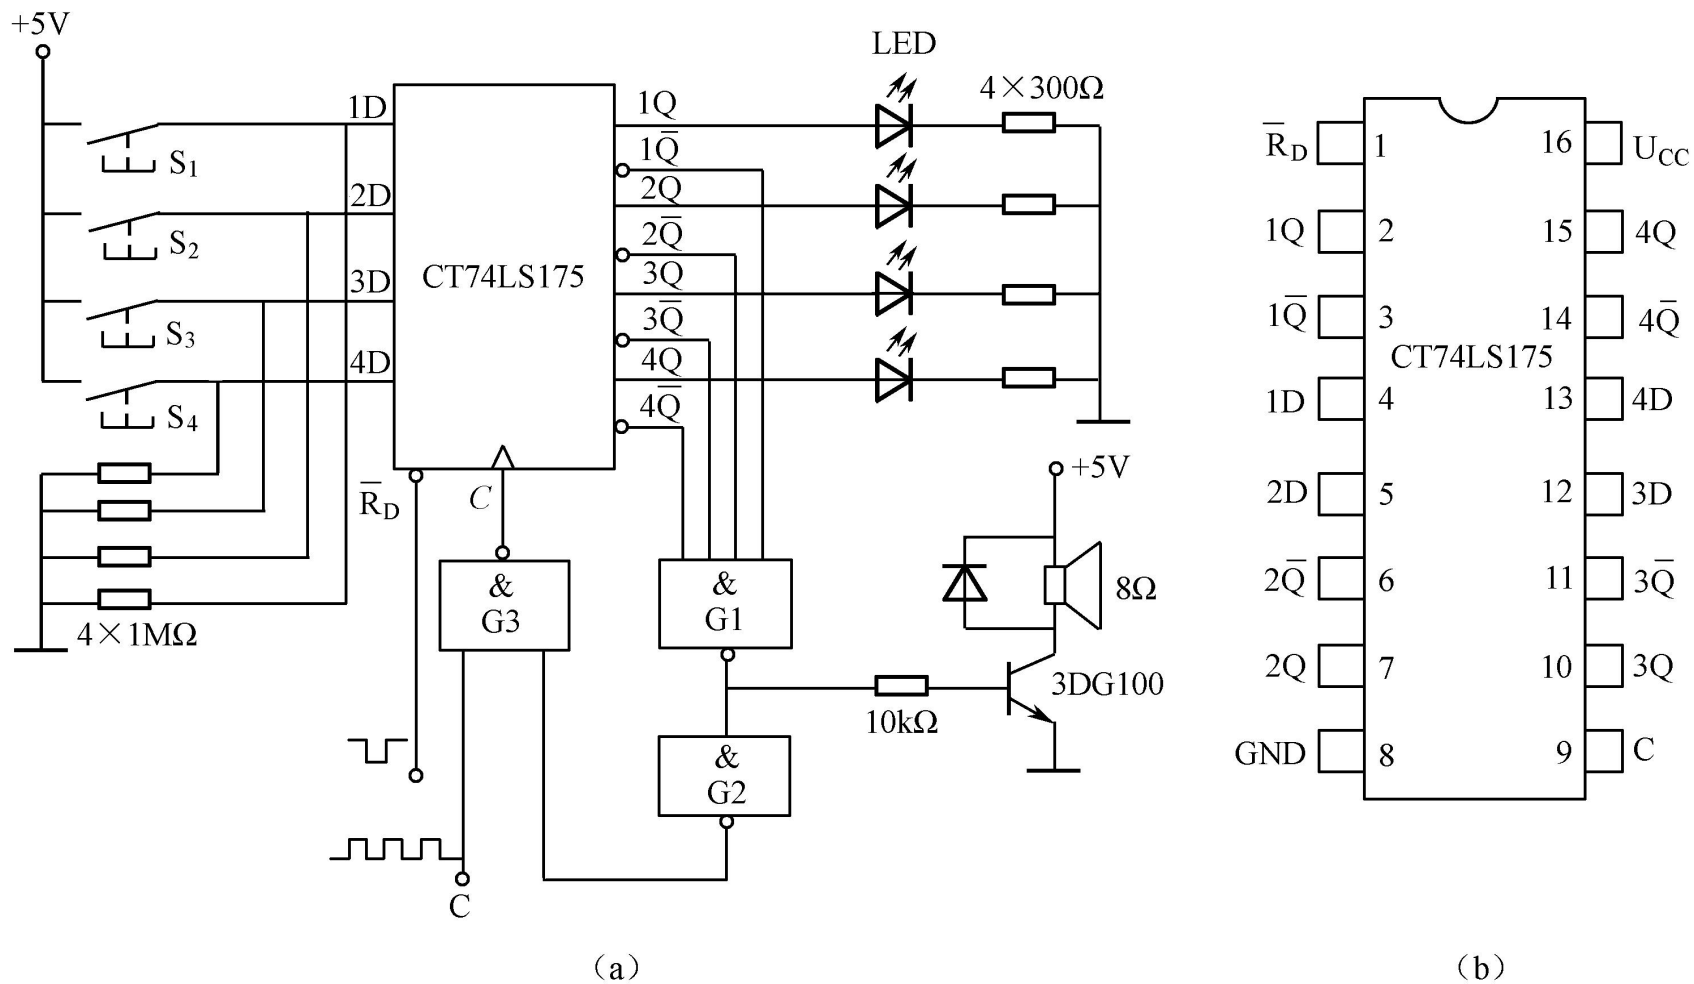 +5V
LED
4×300Ω
1D
S₁
2D
S₂
3D
S₃
4D
S₄
CT74LS175
1Q
1Q̅
2Q
2Q̅
3Q
3Q̅
4Q
4Q̅
R̅_D
C
4×1MΩ
&
G3
&
G1
&
G2
+5V
8Ω
3DG100
10kΩ
C
(a)
R̅_D 1 16 U_CC
1Q 2 15 4Q
1Q̅ 3 14 4Q̅
CT74LS175
1D 4 13 4D
2D 5 12 3D
2Q̅ 6 11 3Q̅
2Q 7 10 3Q
GND 8 9 C
(b)